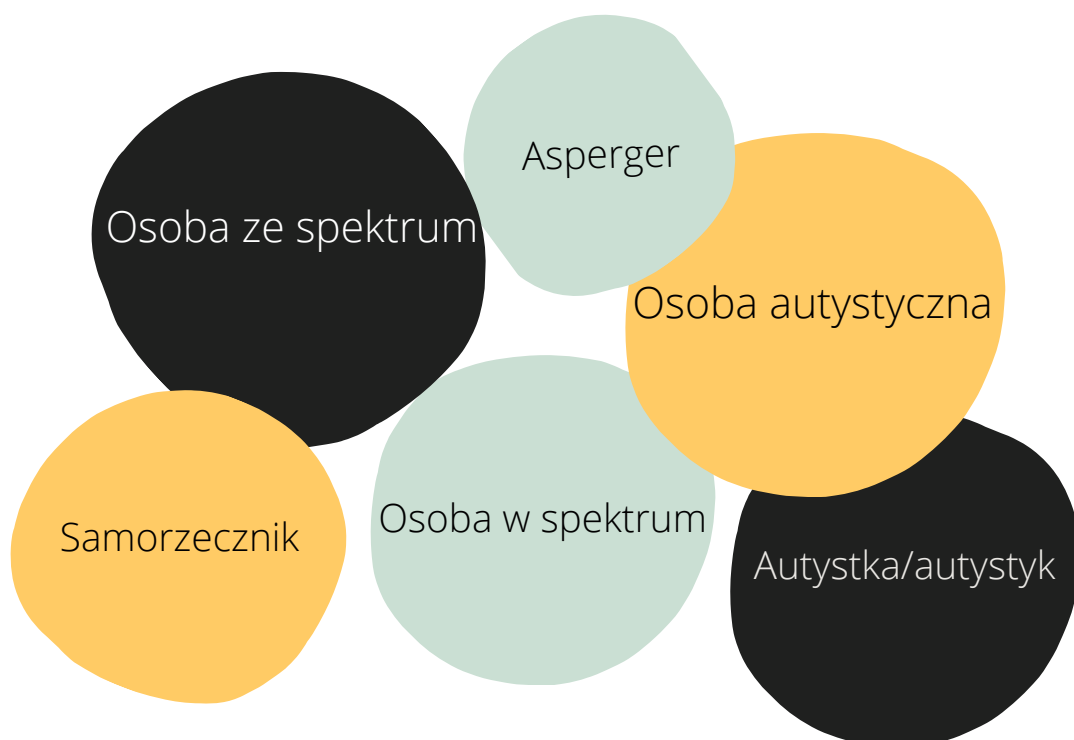 Asperger
Osoba ze spektrum
Osoba autystyczna
Samorzecznik
Osoba w spektrum
Autystka/autystyk